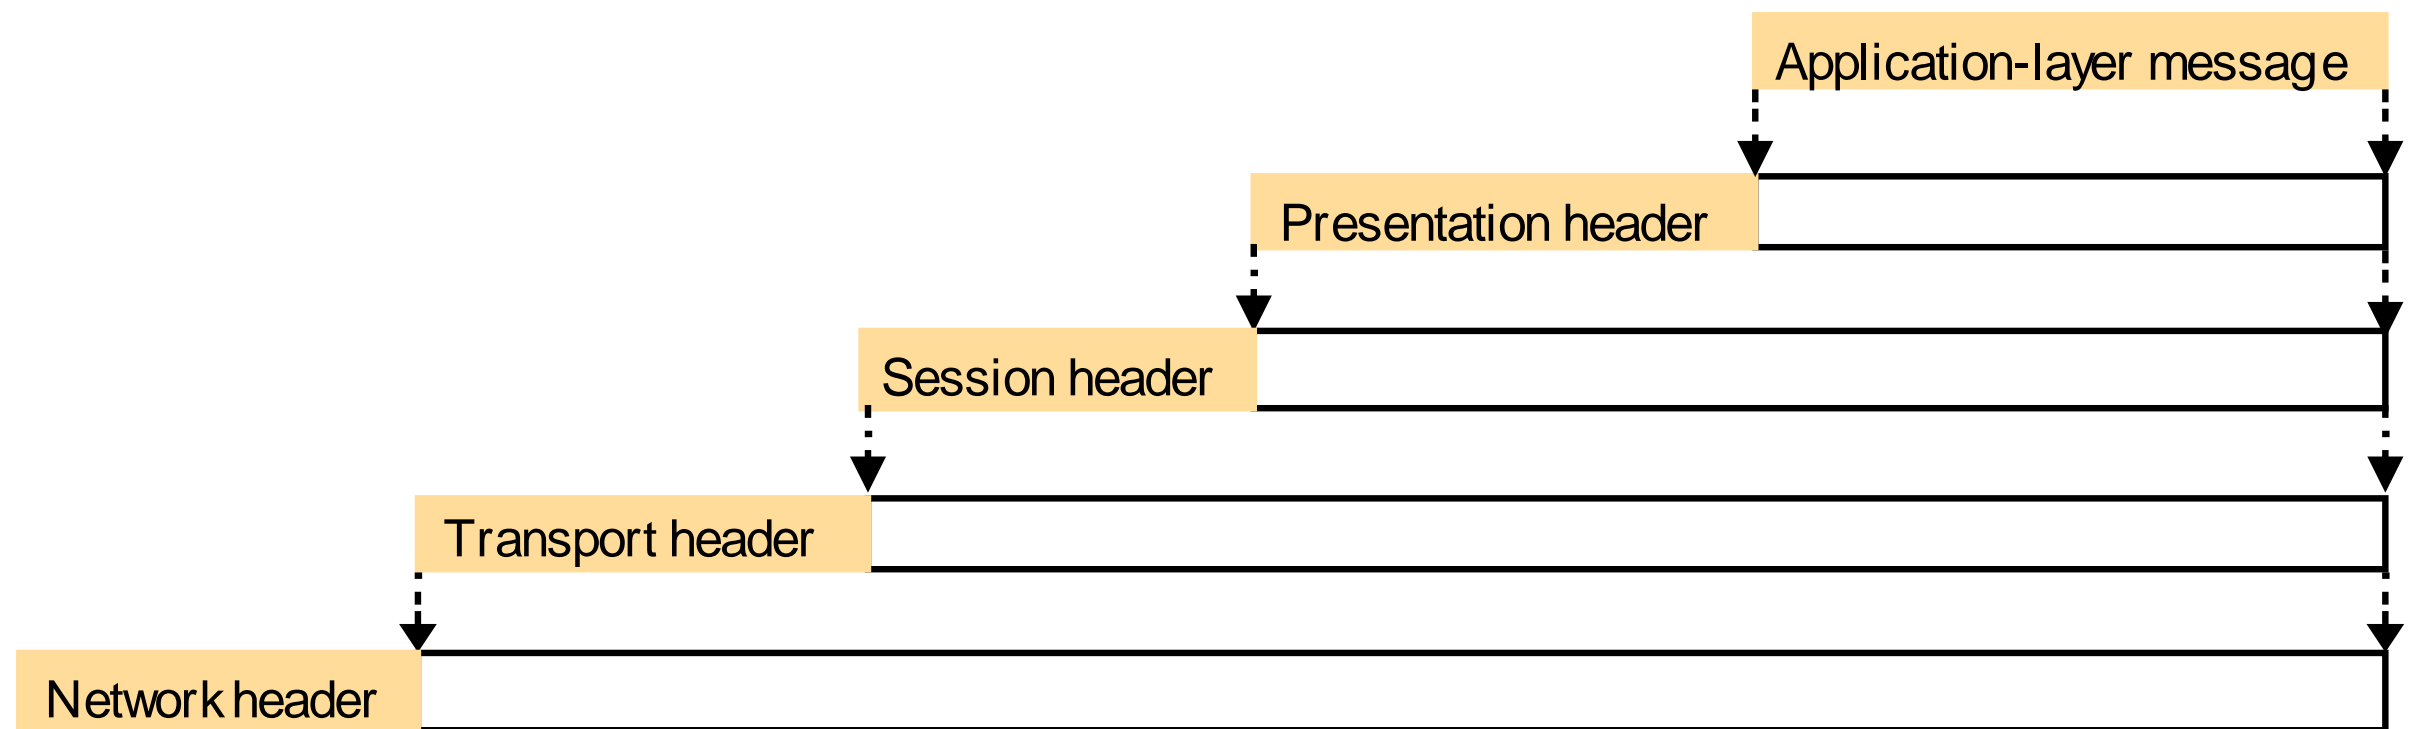 Application-layer message
Presentation header
Session header
Transport header
Network header